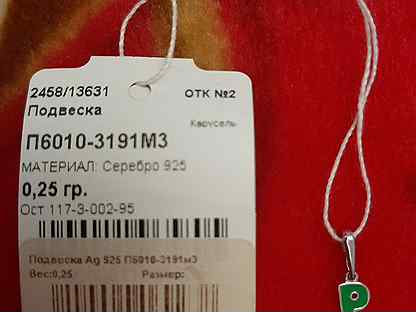 2458/13631
ОТК №2
Подвеска
Карусель
П6010-3191М3
МАТЕРИАЛ: Серебро 925
0,25 гр.
Ост 117-3-002-95
Подвеска Ag 925 П6010-3191м3
Вес:0,25 Размер:
P